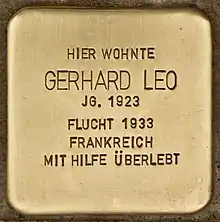 HIER WOHNTE
GERHARD LEO
JG. 1923
FLUCHT 1933
FRANKREICH
MIT HILFE ÜBERLEBT